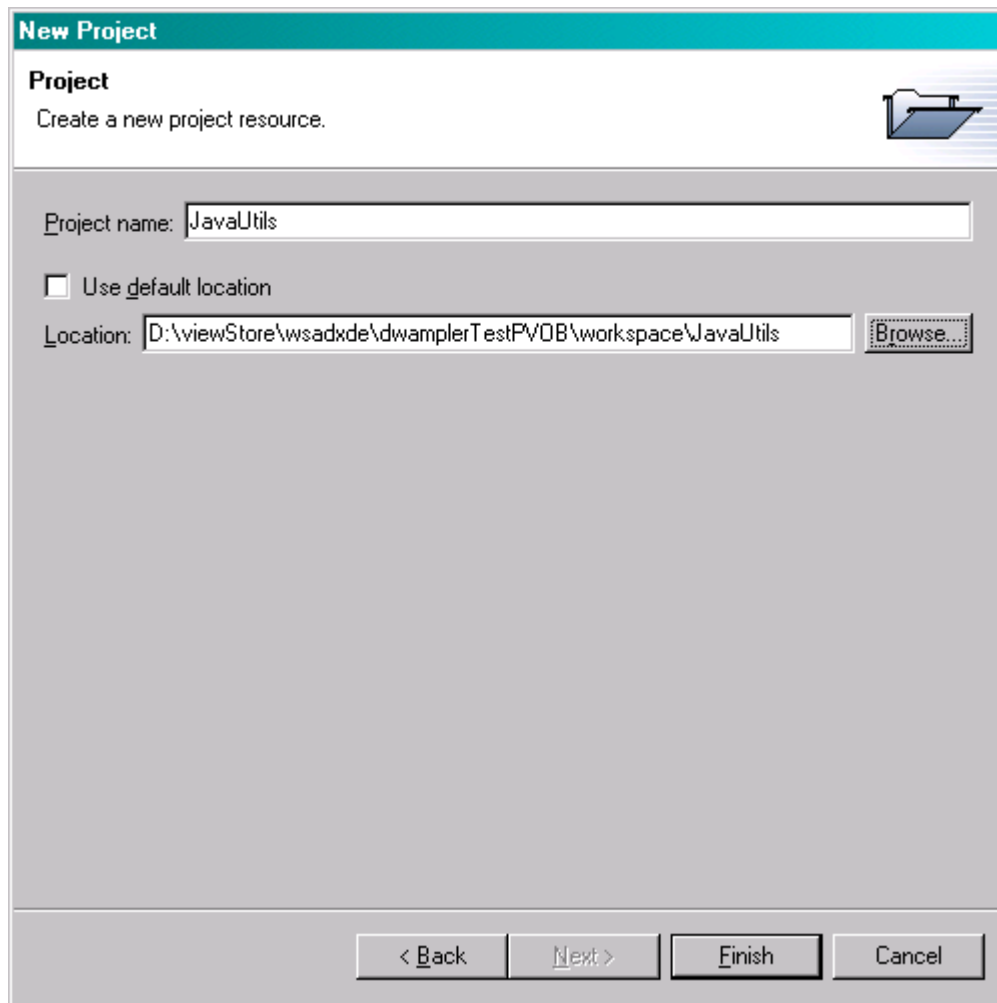 New Project
Project
Create a new project resource.
Project name: JavaUtils
Use default location
Location: D:\viewStore\wsadxde\dwamplerTestPVOB\workspace\JavaUtils Browse...
< Back Next > Finish Cancel